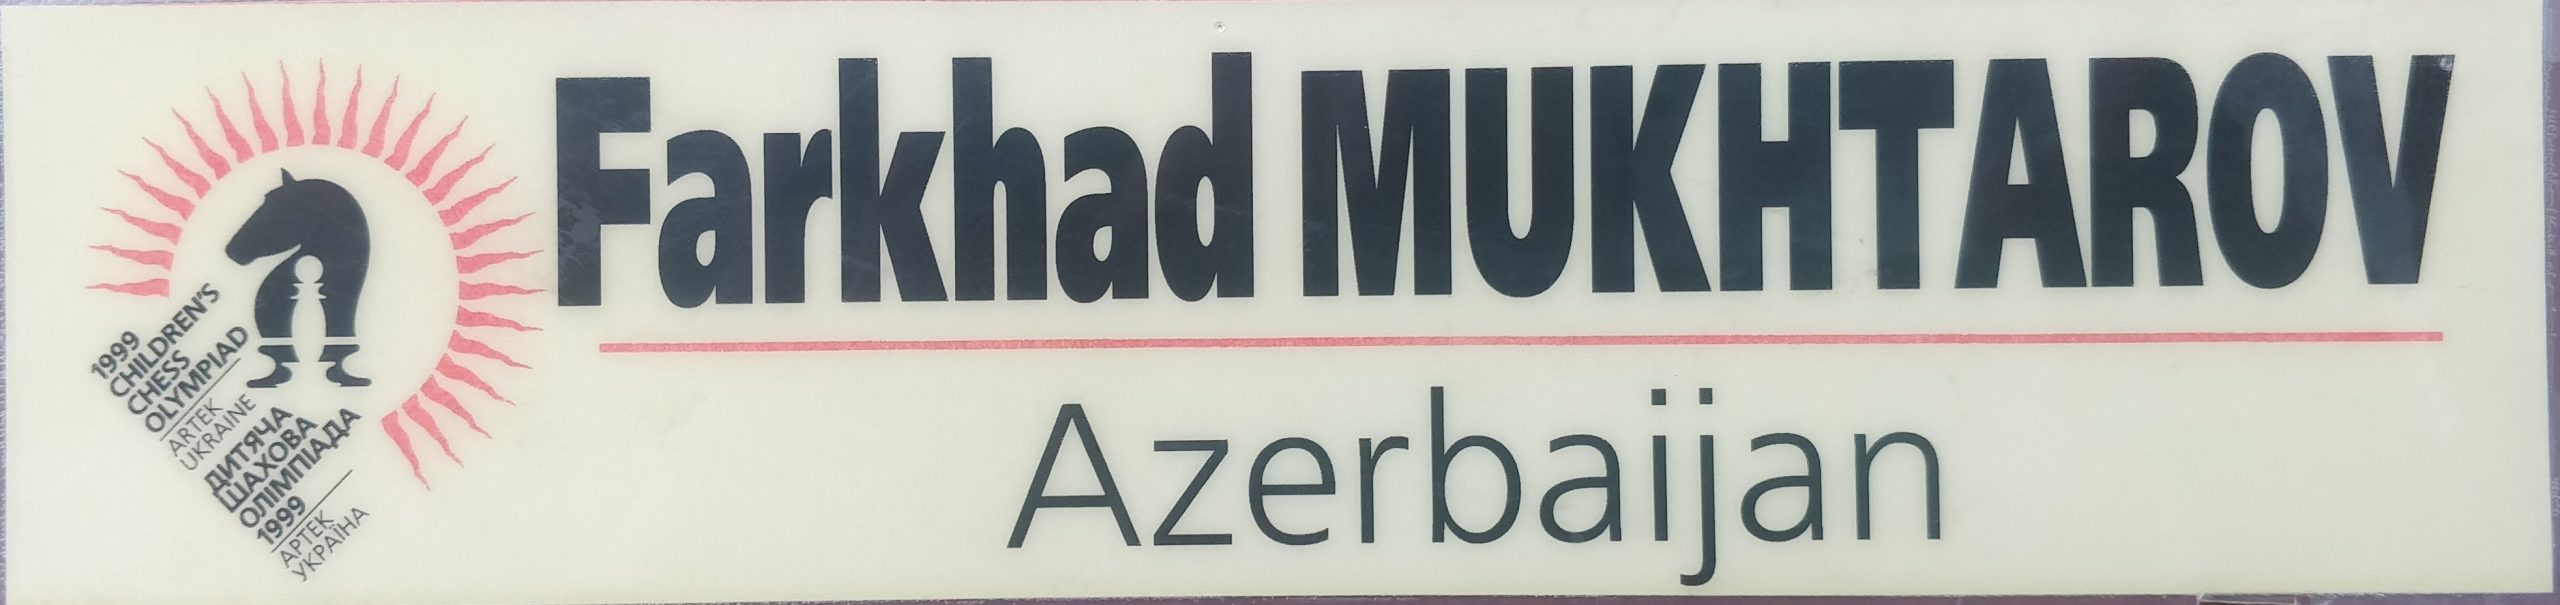 Farkhad MUKHTAROV
Azerbaijan
1999
CHILDREN'S
CHESS
OLYMPIAD
ARTEK
UKRAINE
ДИТЯЧА
ШАХОВА
ОЛІМПІАДА
1999
АРТЕК
УКРАЇНА